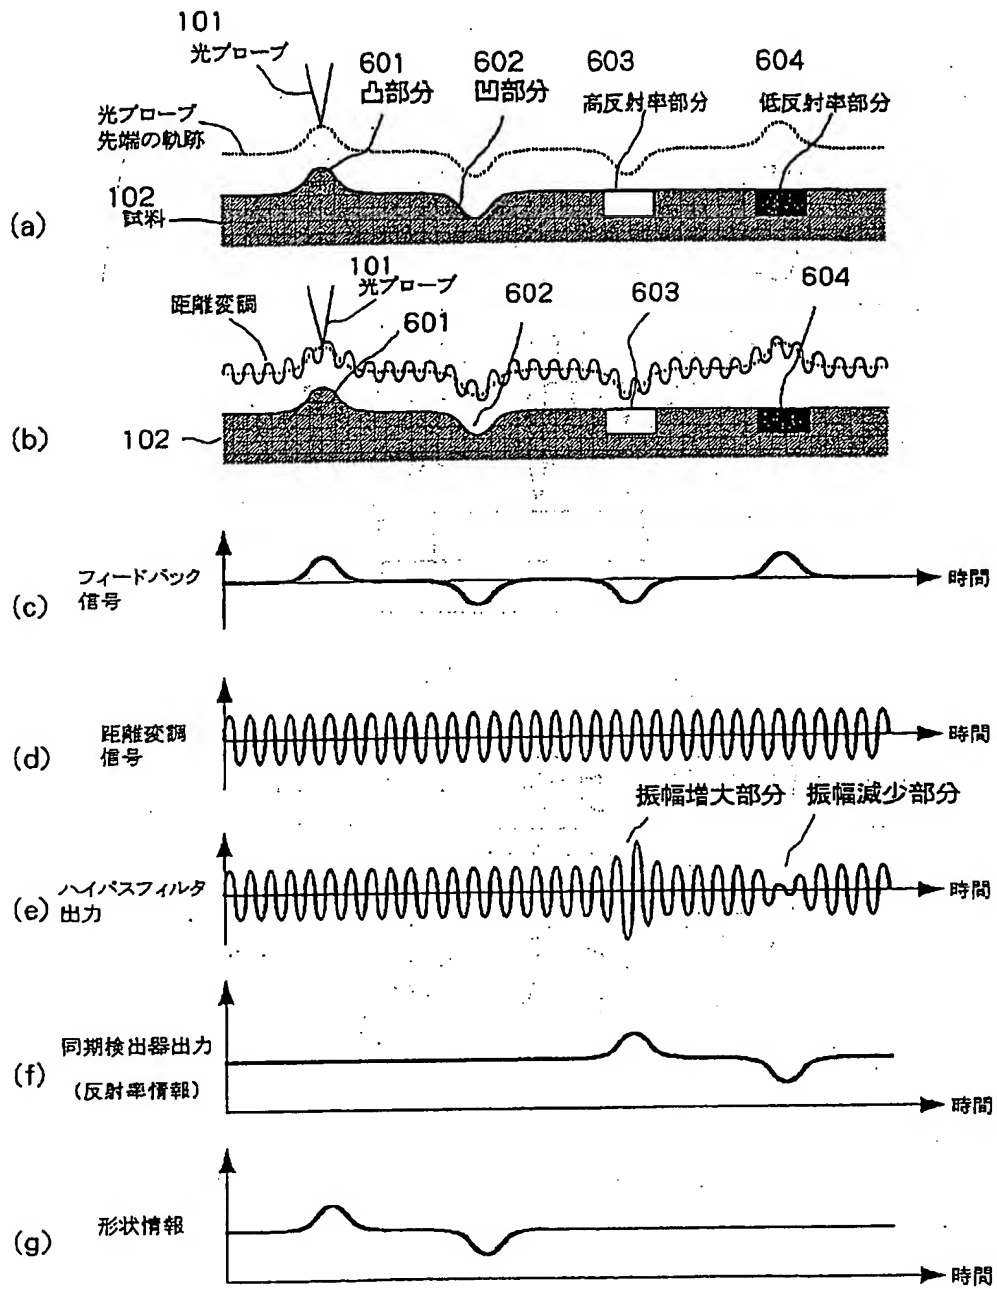 101
光プローブ
601
凸部分
602
凹部分
603
高反射率部分
604
低反射率部分
光プローブ
先端の軌跡
102
試料
(a)
101
光プローブ
距離変調
601
602
603
604
102
(b)
フィードバック
信号
時間
(c)
距離変調
信号
時間
(d)
振幅増大部分
振幅減少部分
ハイパスフィルタ
出力
時間
(e)
同期検出器出力
(反射率情報)
時間
(f)
形状情報
時間
(g)